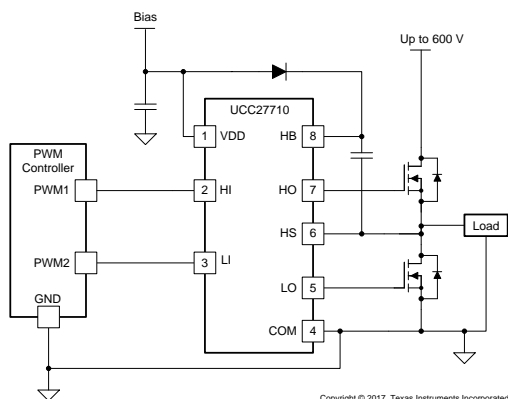 Bias
Up to 600 V
UCC27710
1 VDD
HB 8
PWM
Controller
PWM1
2 HI
HO 7
HS 6
Load
PWM2
3 LI
LO 5
GND
COM 4
Copyright © 2017, Texas Instruments Incorporated